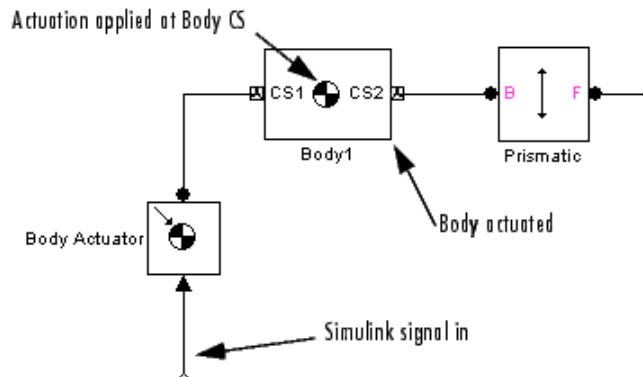 Actuation applied at Body CS
CS1 CS2
B F
Body1
Prismatic
Body actuated
Body Actuator
Simulink signal in